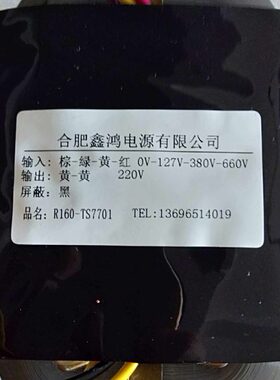 合肥鑫鸿电源有限公司
输入: 棕-绿-黄-红 0V-127V-380V-660V
输出: 黄-黄 220V
屏蔽: 黑
品名: R160-TS7701 TEL:13696514019